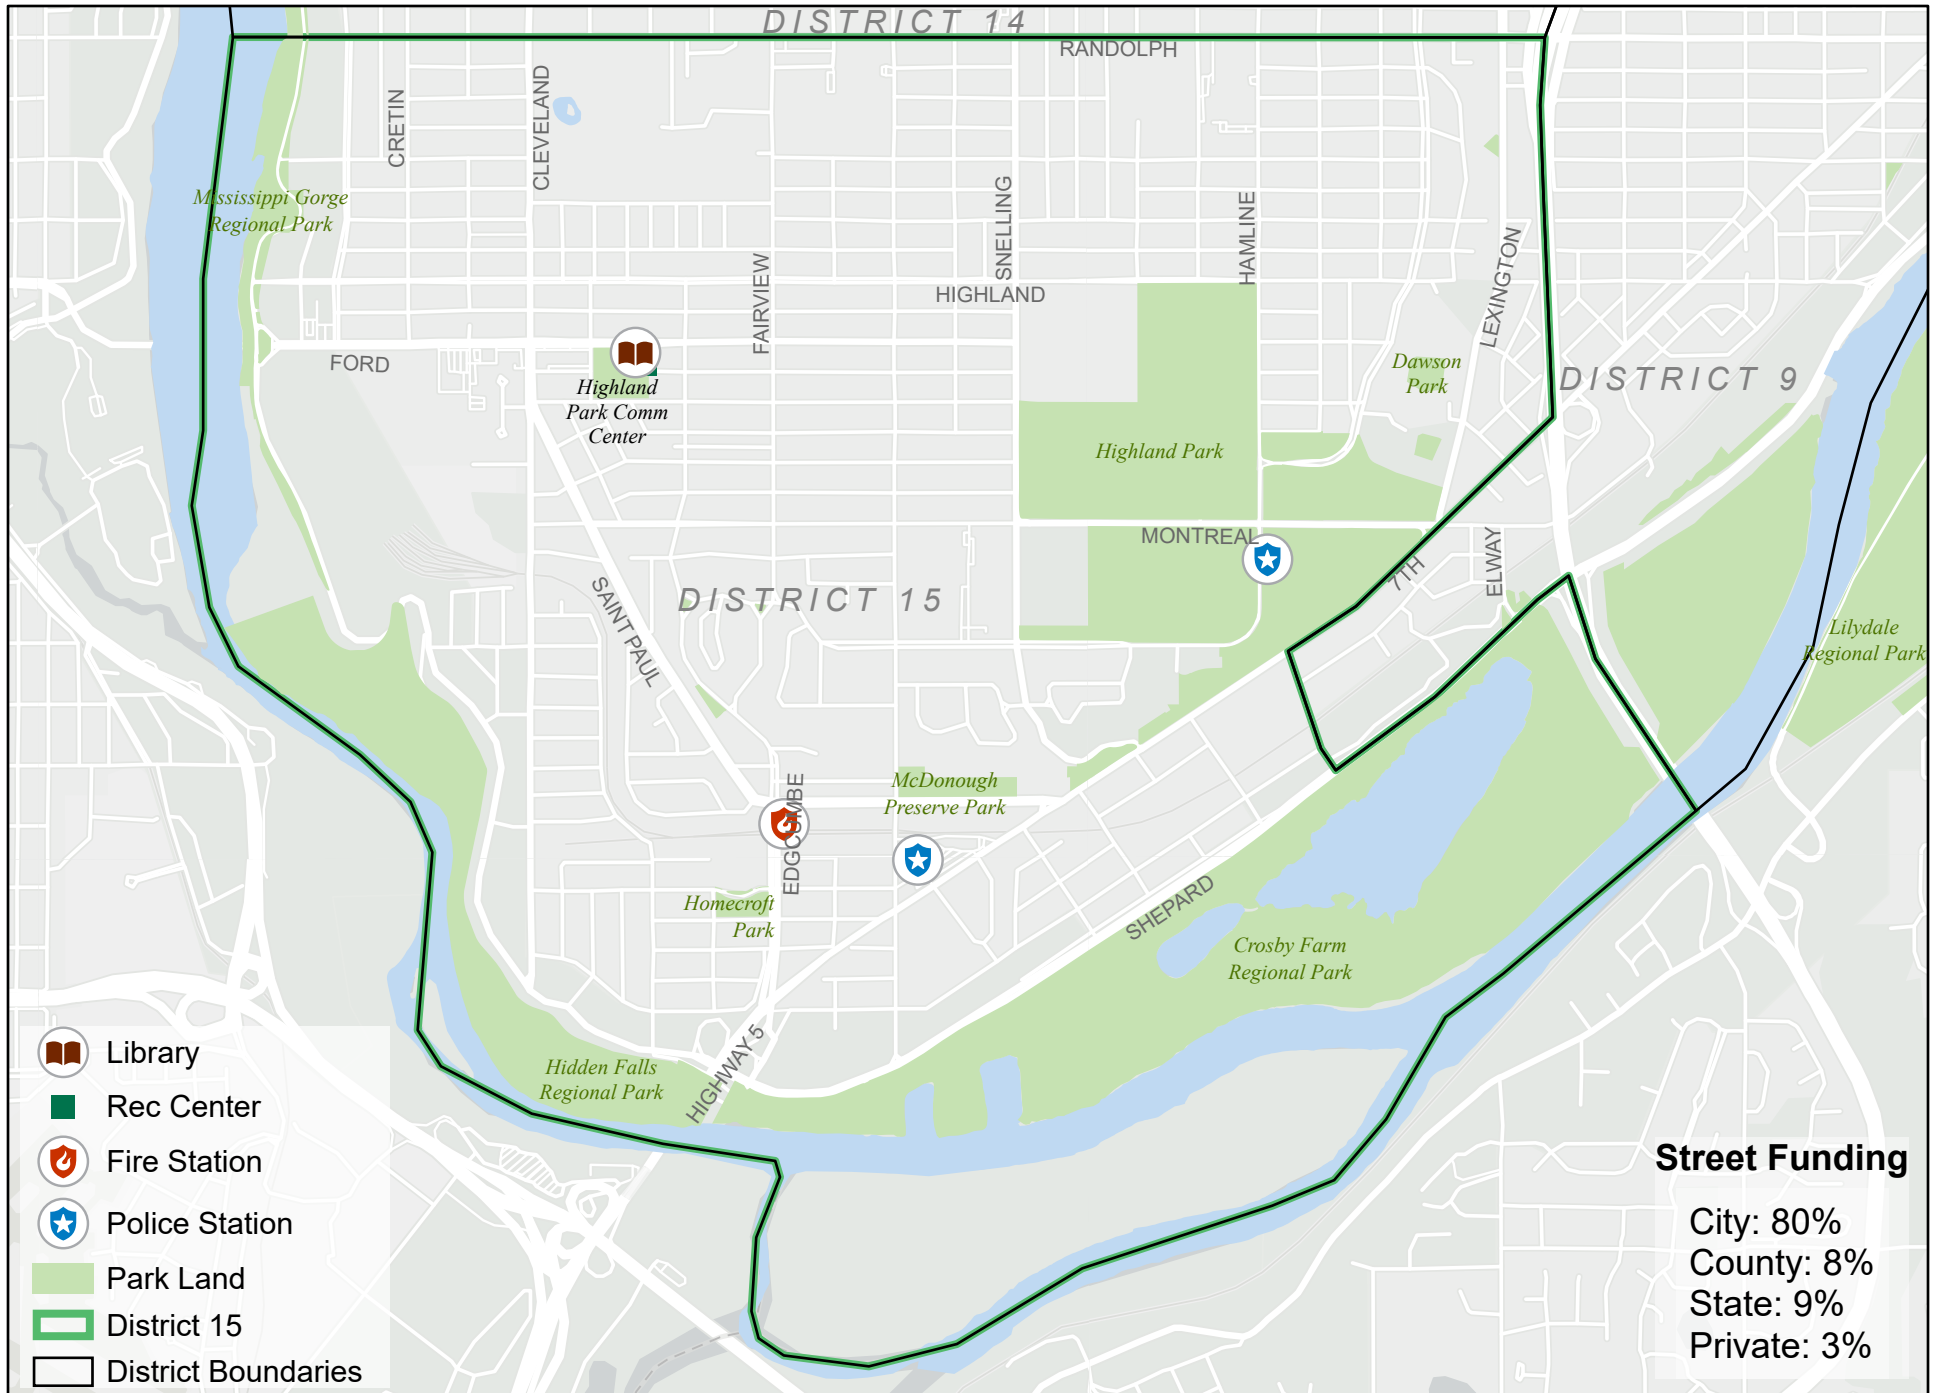 DISTRICT 14
RANDOLPH
CRETIN
CLEVELAND
Mississippi Gorge
Regional Park
SNELLING
HAMLINE
LEXINGTON
FAIRVIEW
HIGHLAND
FORD
Highland
Park Comm
Center
Dawson
Park
DISTRICT 9
Highland Park
MONTREAL
ELWAY
7TH
SAINT PAUL
DISTRICT 15
Lilydale
Regional Park
McDonough
Preserve Park
EDGCUMBE
Homecroft
Park
SHEPARD
Crosby Farm
Regional Park
Hidden Falls
Regional Park
HIGHWAY 5
Library
Rec Center
Fire Station
Police Station
Park Land
District 15
District Boundaries
Street Funding
City: 80%
County: 8%
State: 9%
Private: 3%